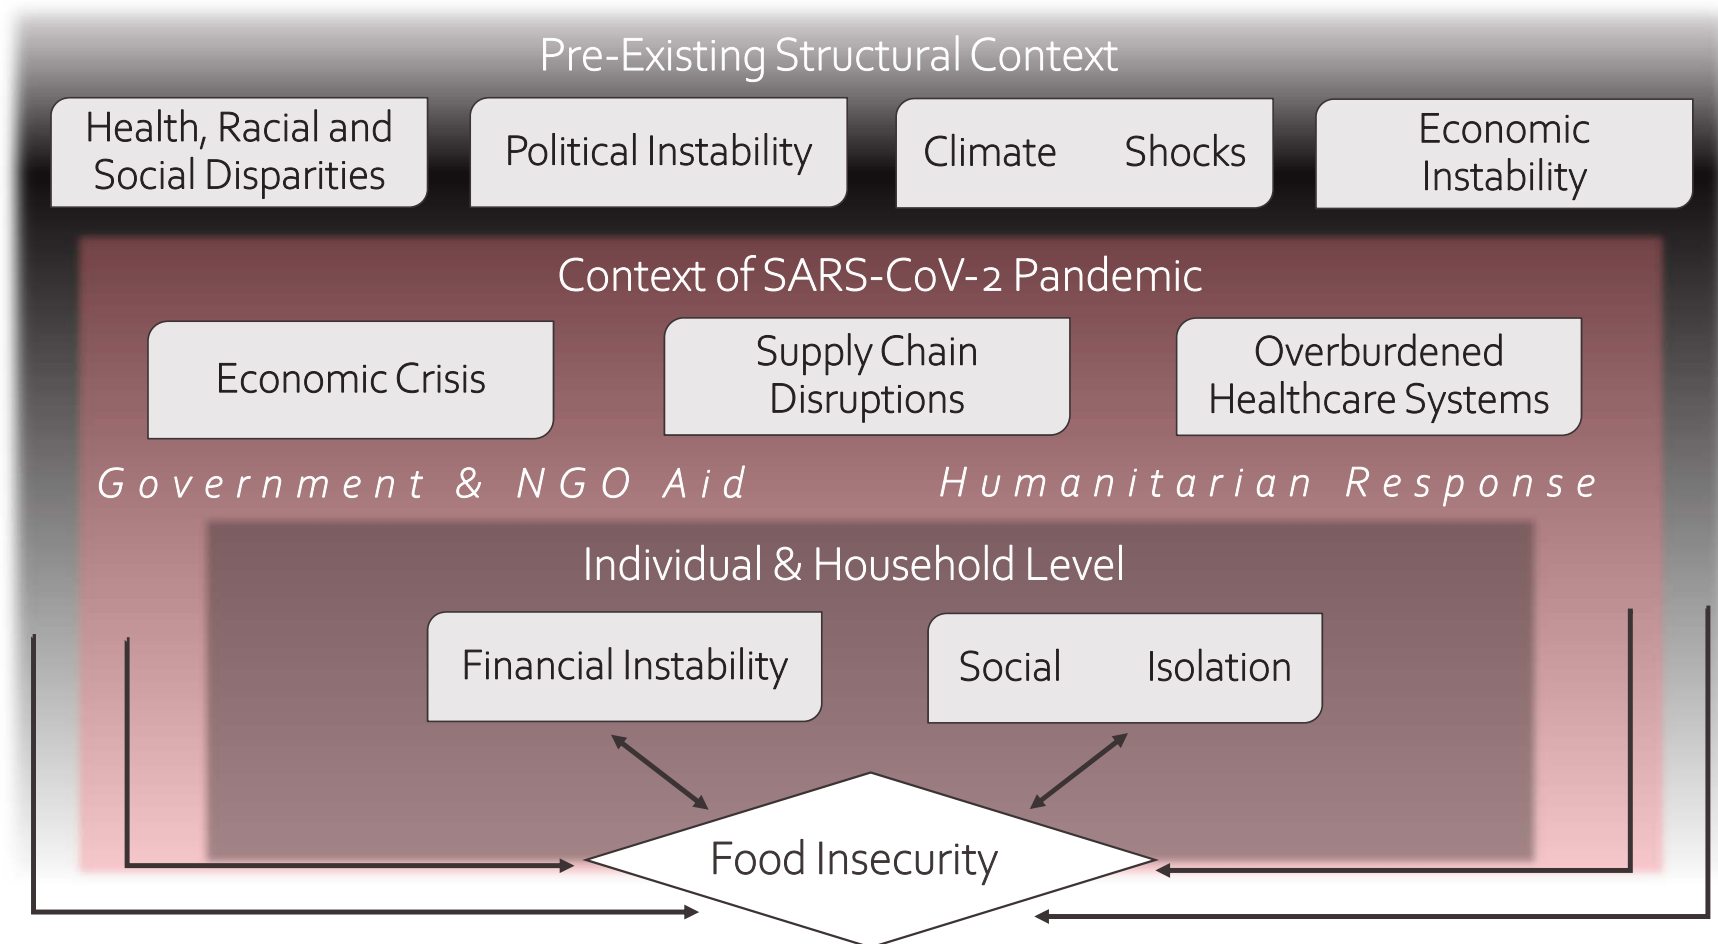 Pre-Existing Structural Context
Health, Racial and
Social Disparities
Political Instability
Climate Shocks
Economic
Instability
Context of SARS-CoV-2 Pandemic
Economic Crisis
Supply Chain
Disruptions
Overburdened
Healthcare Systems
Government & NGO Aid
Humanitarian Response
Individual & Household Level
Financial Instability
Social Isolation
Food Insecurity